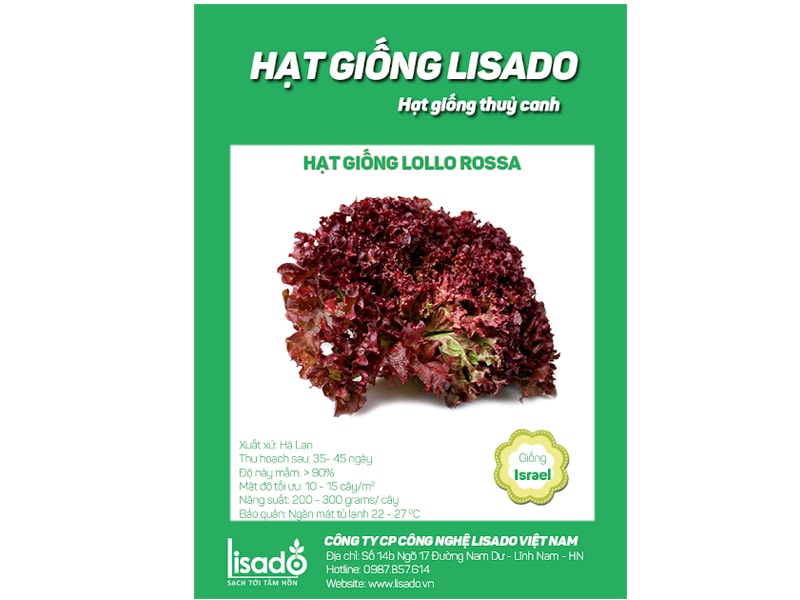 HẠT GIỐNG LISADO
Hạt giống thuỷ canh
HẠT GIỐNG LOLLO ROSSA
Xuất xứ: Hà Lan
Thu hoạch sau: 35- 45 ngày
Độ này mầm: > 90%
Mật độ tối ưu: 10 - 15 cây/m²
Năng suất: 200 - 300 grams/ cây
Bảo quản: Ngăn mát tủ lạnh 22 - 27 °C
Giống
Israel
Lisado
SẠCH TỚI TÂM HỒN
CÔNG TY CP CÔNG NGHỆ LISADO VIỆT NAM
Địa chỉ: Số 14b Ngõ 17 Đường Nam Dư - Lĩnh Nam - HN
Hotline: 0987.857.614
Website: www.lisado.vn